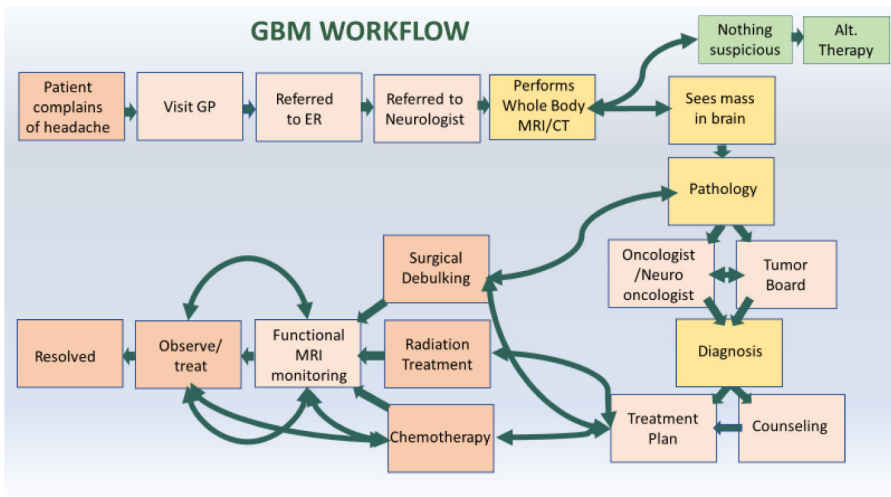 GBM WORKFLOW
Nothing
suspicious
Alt.
Therapy
Patient
complains
of headache
Visit GP
Referred
to ER
Referred to
Neurologist
Performs
Whole Body
MRI/CT
Sees mass
in brain
Pathology
Surgical
Debulking
Oncologist
/Neuro
oncologist
Tumor
Board
Resolved
Observe/
treat
Functional
MRI
monitoring
Radiation
Treatment
Diagnosis
Chemotherapy
Treatment
Plan
Counseling